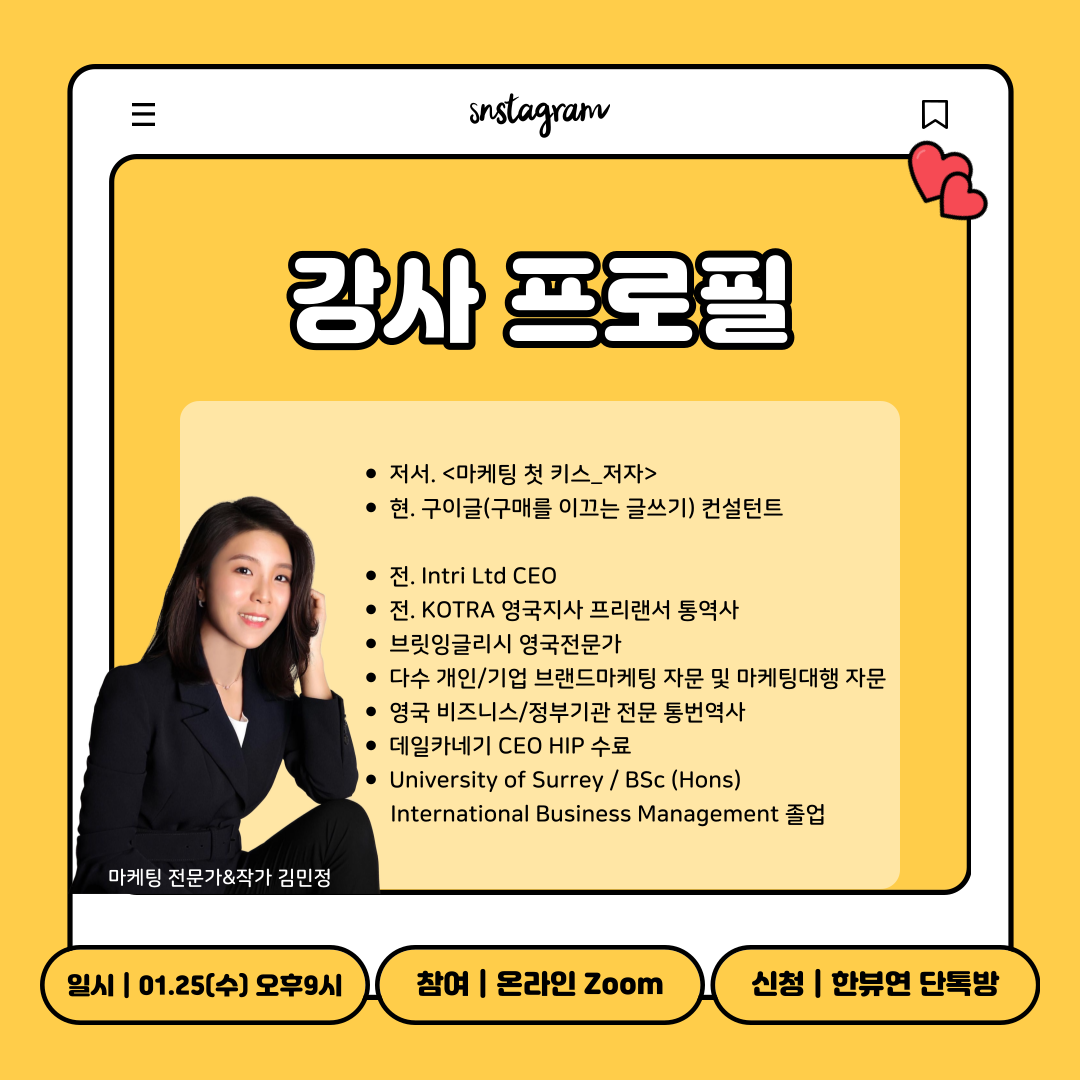 snstagram
강사 프로필
• 저서. <마케팅 첫 키스_저자>
• 현. 구이글(구매를 이끄는 글쓰기) 컨설턴트
• 전. Intri Ltd CEO
• 전. KOTRA 영국지사 프리랜서 통역사
• 브릿잉글리시 영국전문가
• 다수 개인/기업 브랜드마케팅 자문 및 마케팅대행 자문
• 영국 비즈니스/정부기관 전문 통번역사
• 데일카네기 CEO HIP 수료
• University of Surrey / BSc (Hons)
International Business Management 졸업
마케팅 전문가&작가 김민정
일시 | 01.25(수) 오후9시
참여 | 온라인 Zoom
신청 | 한뷰연 단톡방